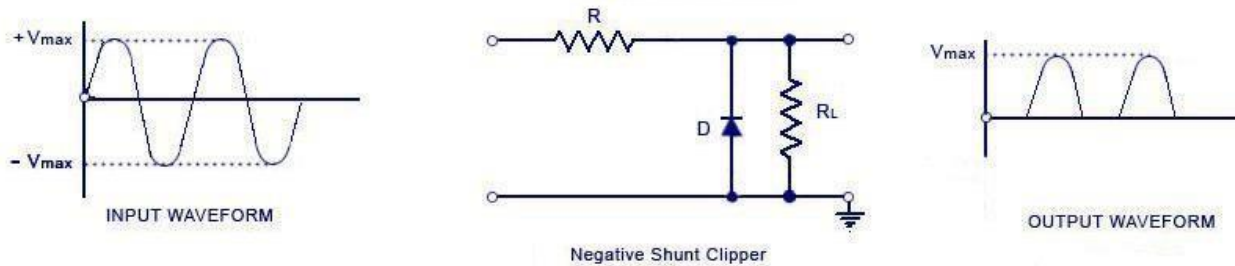 + Vmax
- Vmax
INPUT WAVEFORM
R
D
RL
Negative Shunt Clipper
Vmax
OUTPUT WAVEFORM